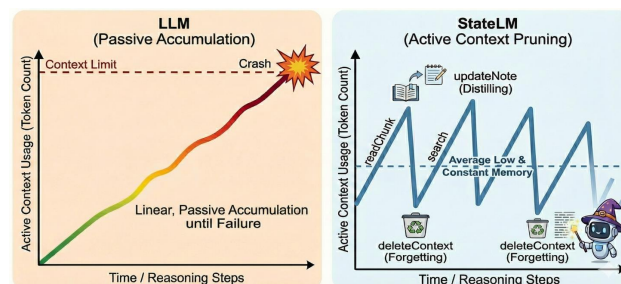 LLM
(Passive Accumulation)
Active Context Usage (Token Count)
Context Limit
Crash
Linear, Passive Accumulation
until Failure
Time / Reasoning Steps
StateLM
(Active Context Pruning)
Active Context Usage (Token Count)
updateNote
(Distilling)
readChunk
search
Average Low &
Constant Memory
deleteContext
(Forgetting)
deleteContext
(Forgetting)
Time / Reasoning Steps